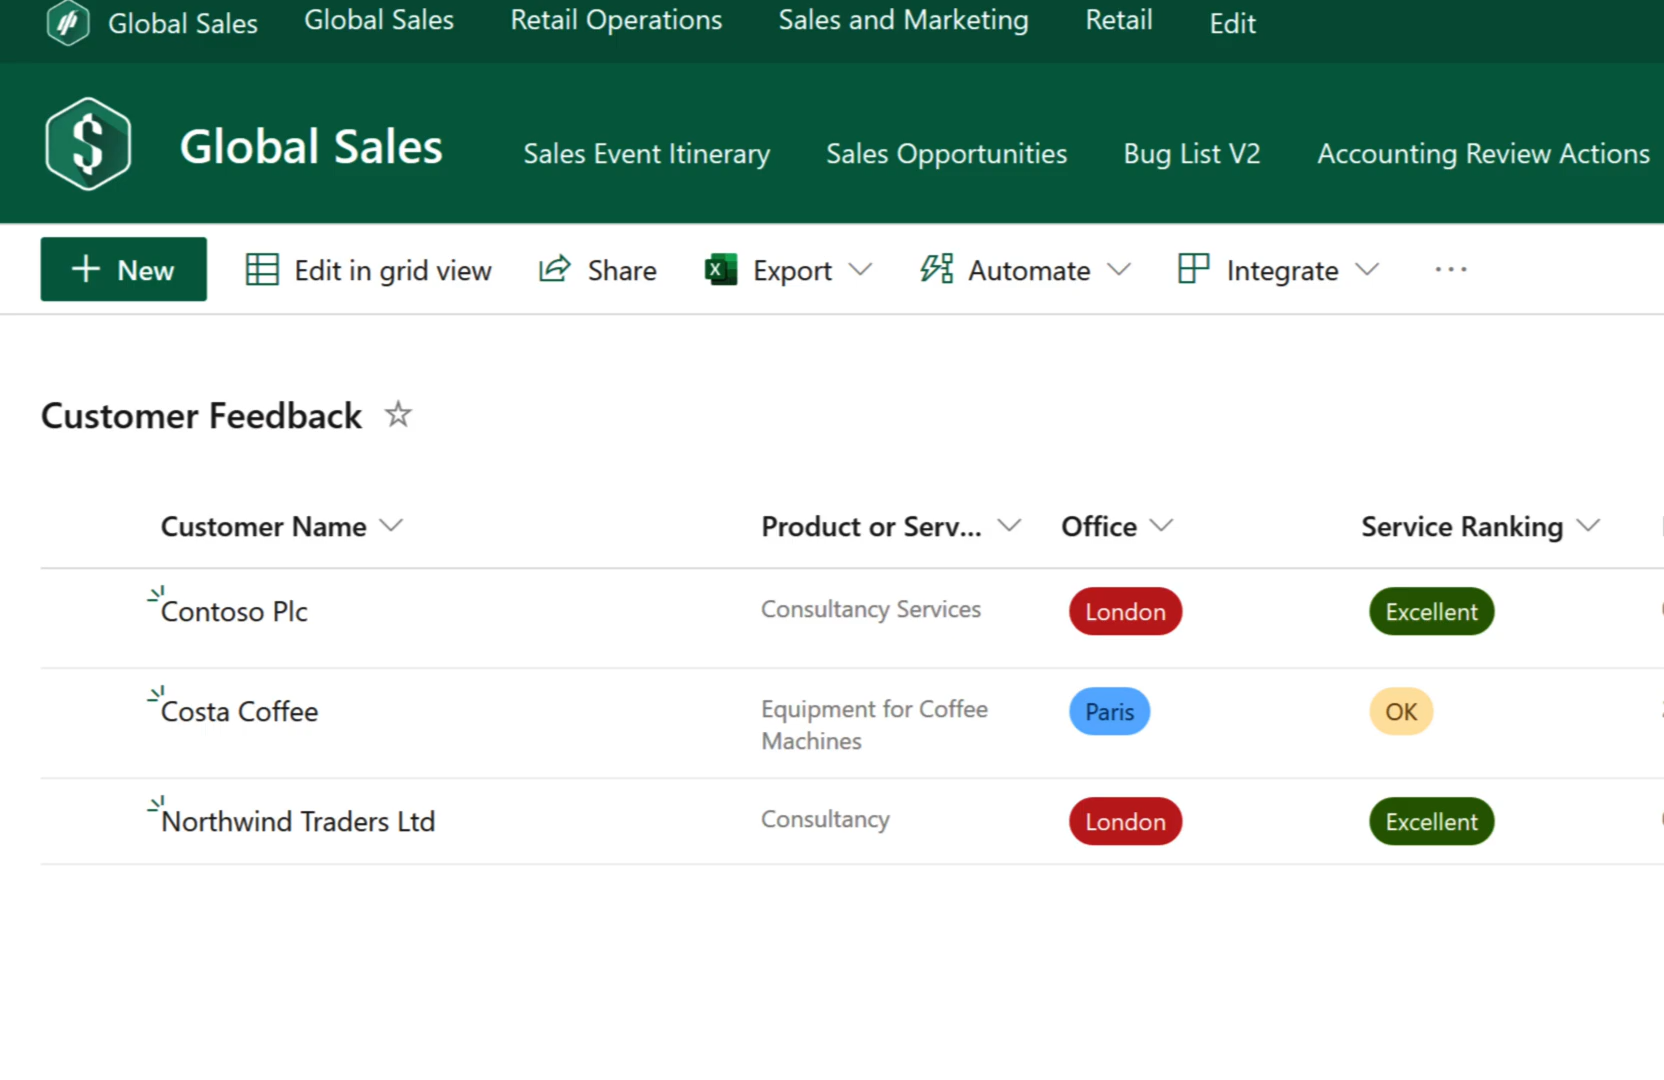 Global Sales Global Sales Retail Operations Sales and Marketing Retail Edit
Global Sales Sales Event Itinerary Sales Opportunities Bug List V2 Accounting Review Actions
New Edit in grid view Share Export Automate Integrate ...
Customer Feedback
Customer Name Product or Serv... Office Service Ranking
Contoso Plc Consultancy Services London Excellent
Costa Coffee Equipment for Coffee Paris OK
Machines
Northwind Traders Ltd Consultancy London Excellent